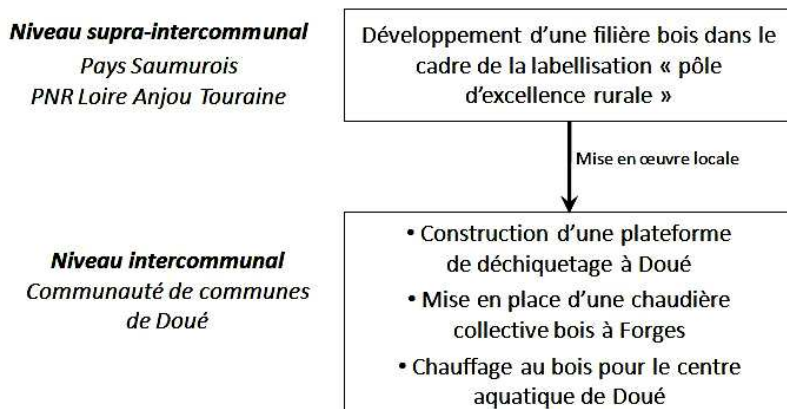 Niveau supra-intercommunal
Pays Saumurois
PNR Loire Anjou Touraine
Développement d'une filière bois dans le
cadre de la labellisation « pôle
d'excellence rurale »
Mise en œuvre locale
Niveau intercommunal
Communauté de communes
de Doué
• Construction d'une plateforme
de déchiquetage à Doué
• Mise en place d'une chaudière
collective bois à Forges
• Chauffage au bois pour le centre
aquatique de Doué